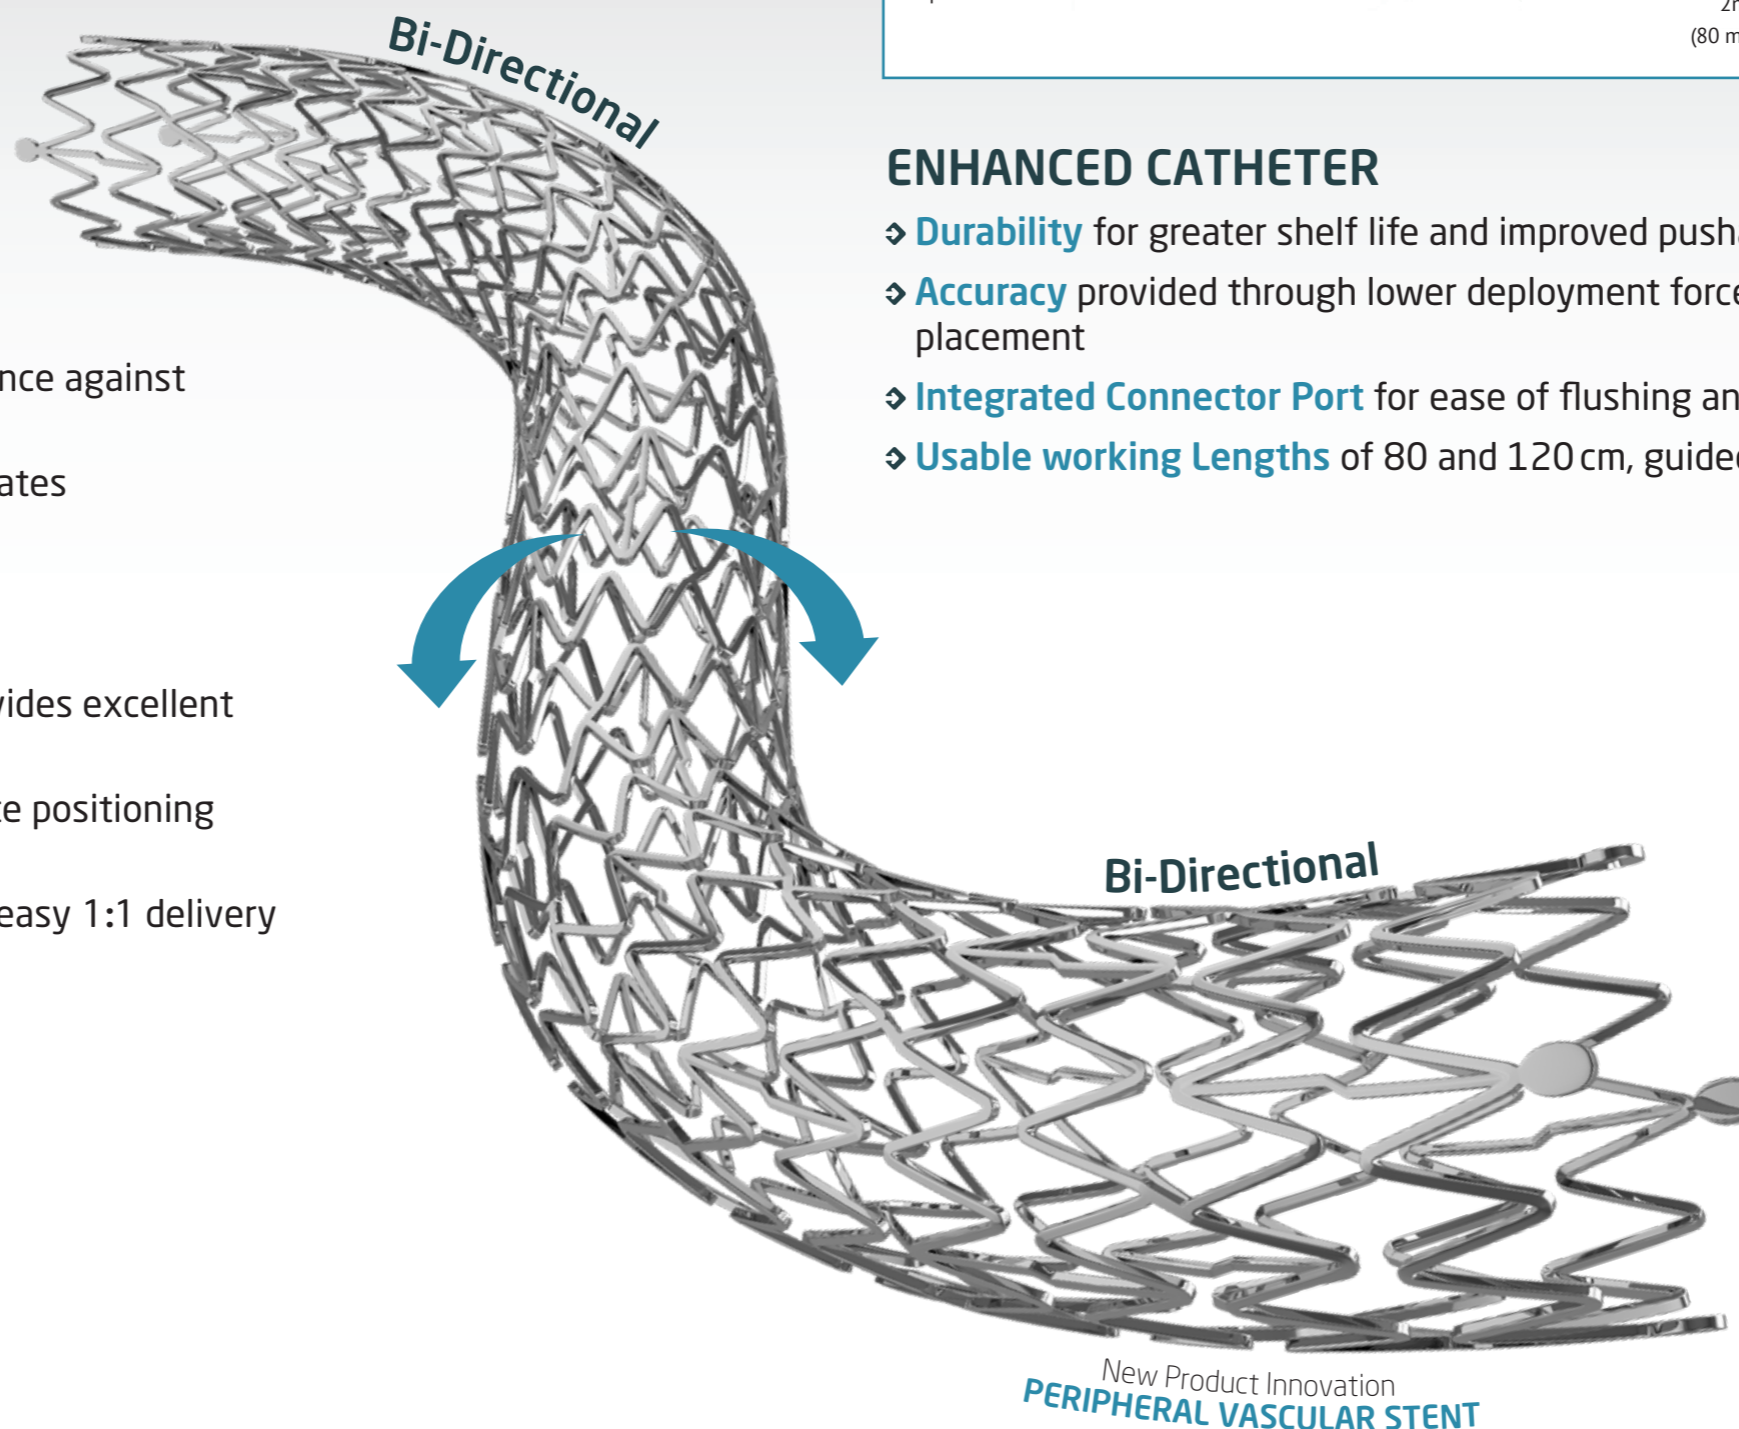 (80 m
Bi-Directional
ENHANCED CATHETER
Durability for greater shelf life and improved push
Accuracy provided through lower deployment force
placement
Integrated Connector Port for ease of flushing an
Usable working Lengths of 80 and 120 cm, guide
nce against
ates
vides excellent
e positioning
easy 1:1 delivery
Bi-Directional
New Product Innovation
PERIPHERAL VASCULAR STENT